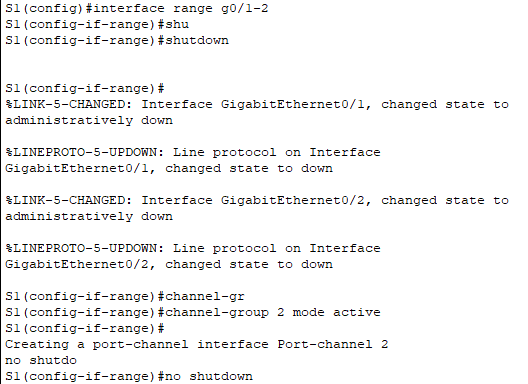 S1(config)#interface range g0/1-2
S1(config-if-range)#shu
S1(config-if-range)#shutdown
S1(config-if-range)#
%LINK-5-CHANGED: Interface GigabitEthernet0/1, changed state to
administratively down
%LINEPROTO-5-UPDOWN: Line protocol on Interface
GigabitEthernet0/1, changed state to down
%LINK-5-CHANGED: Interface GigabitEthernet0/2, changed state to
administratively down
%LINEPROTO-5-UPDOWN: Line protocol on Interface
GigabitEthernet0/2, changed state to down
S1(config-if-range)#channel-gr
S1(config-if-range)#channel-group 2 mode active
S1(config-if-range)#
Creating a port-channel interface Port-channel 2
no shutdo
S1(config-if-range)#no shutdown